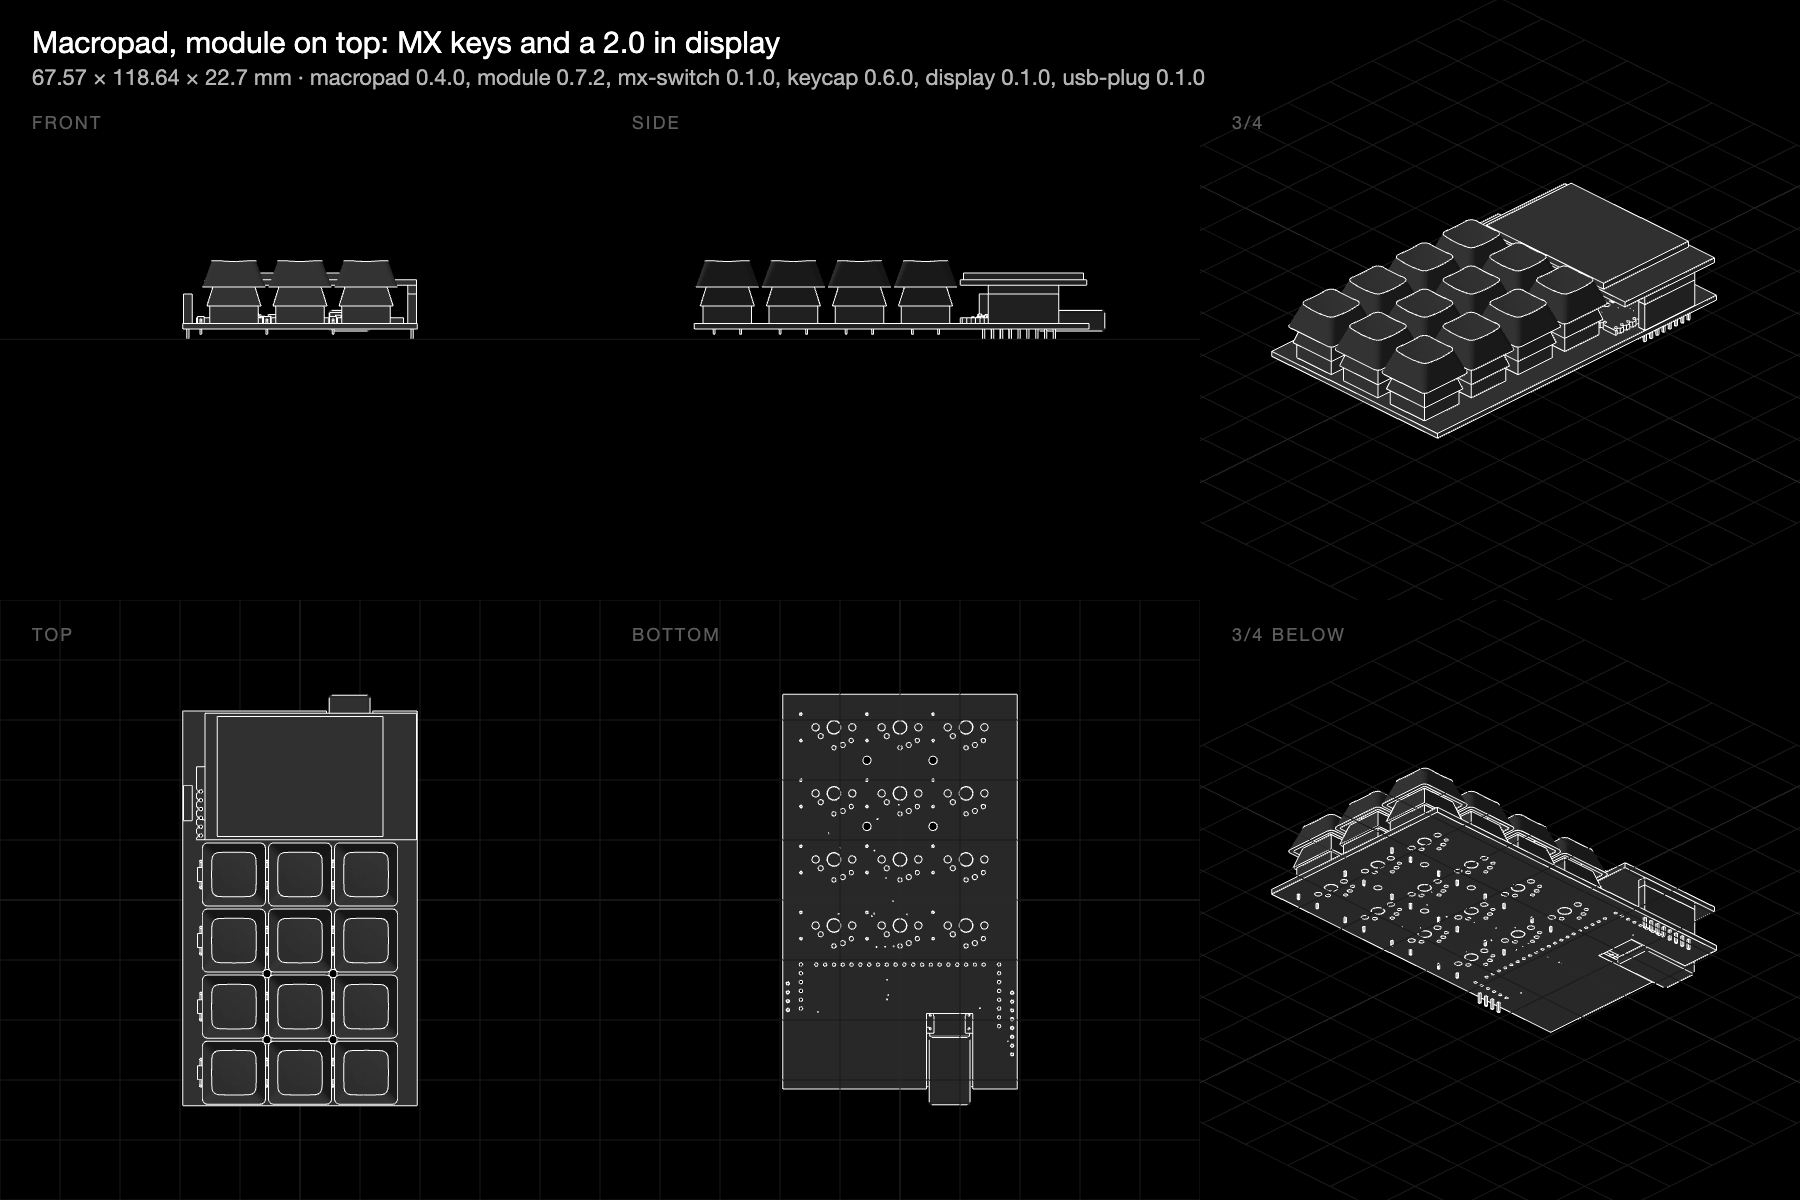 Macropad, module on top: MX keys and a 2.0 in display
67.57 × 118.64 × 22.7 mm · macropad 0.4.0, module 0.7.2, mx-switch 0.1.0, keycap 0.6.0, display 0.1.0, usb-plug 0.1.0
FRONT
SIDE
3/4
TOP
BOTTOM
3/4 BELOW